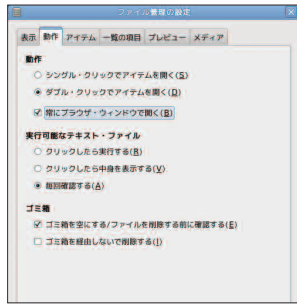 ファイル管理の設定
表示 動作 アイテム 一覧の項目 プレビュー メディア
動作
シングル・クリックでアイテムを開く(S)
ダブル・クリックでアイテムを開く(D)
常にブラウザ・ウィンドウで開く(B)
実行可能なテキスト・ファイル
クリックしたら実行する(R)
クリックしたら中身を表示する(V)
毎回確認する(A)
ゴミ箱
ゴミ箱を空にする/ファイルを削除する前に確認する(E)
ゴミ箱を経由しないで削除する(I)